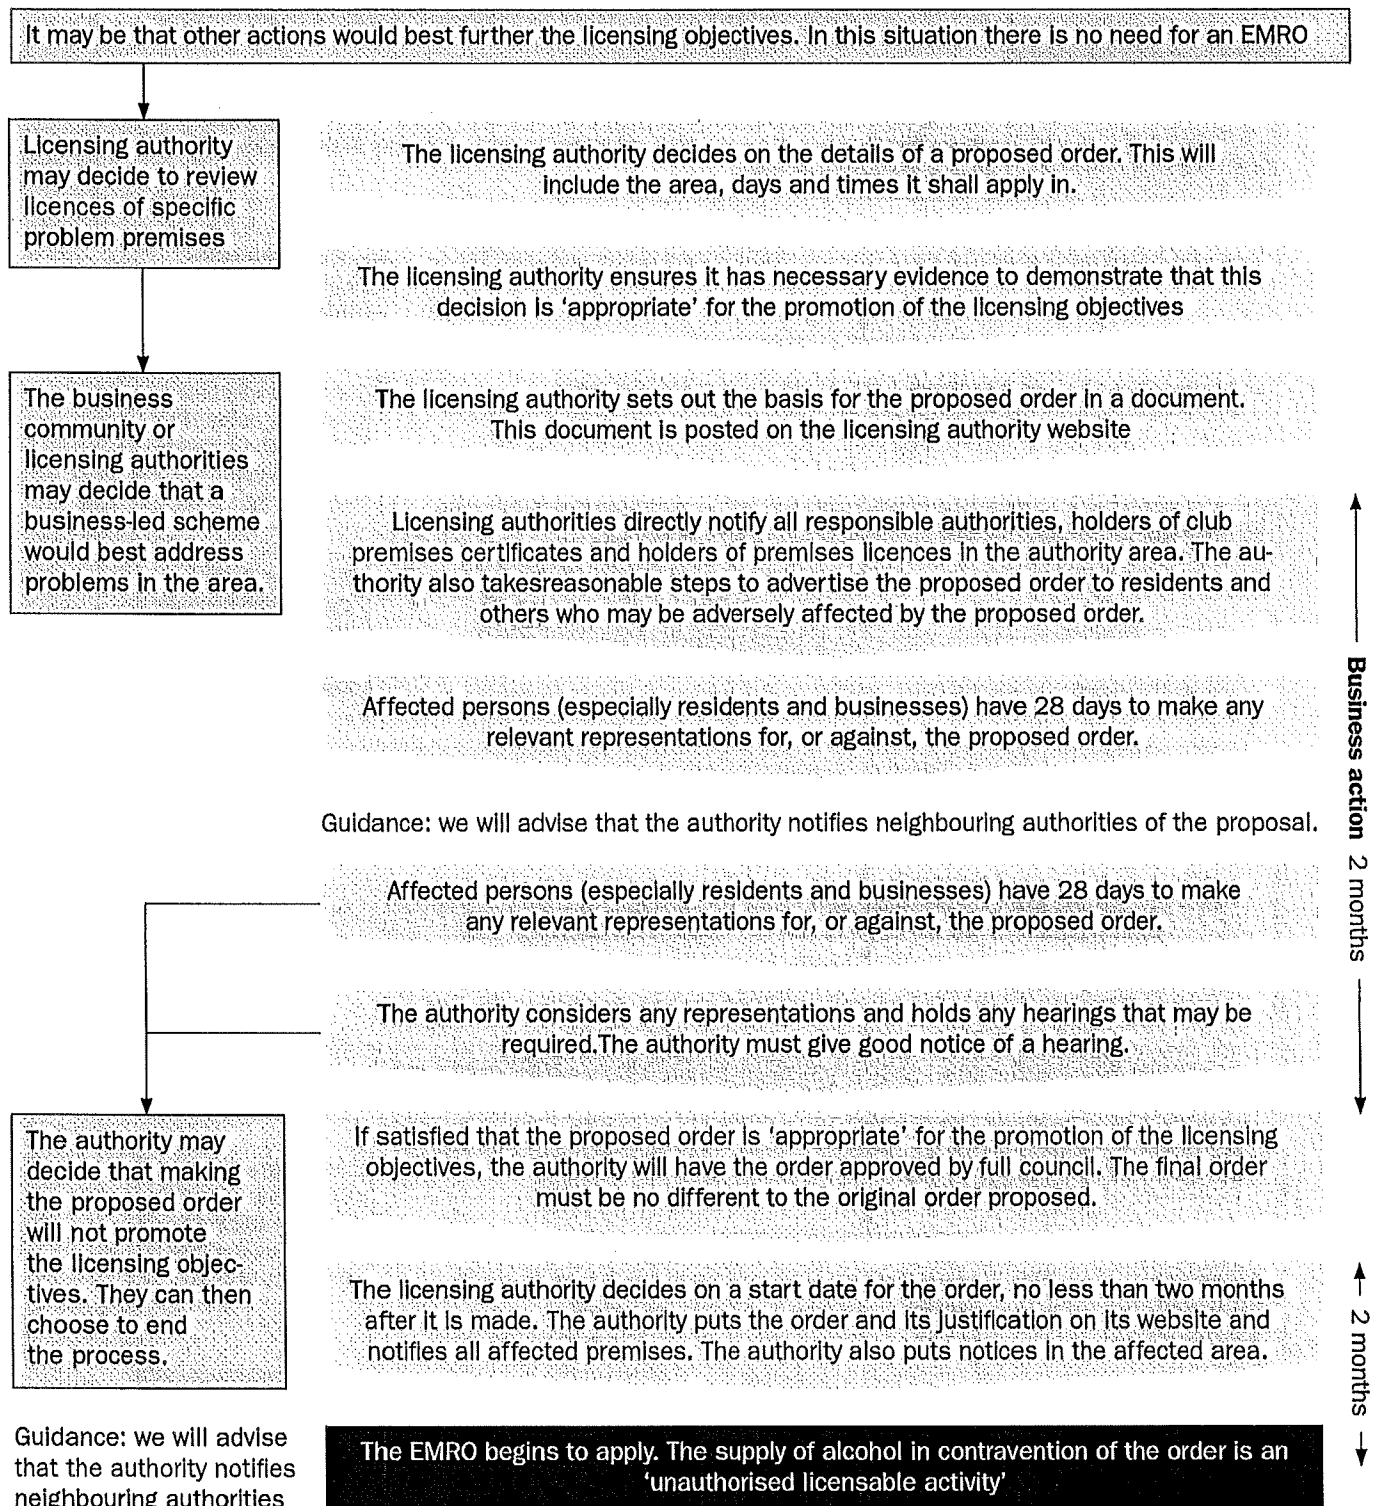 It may be that other actions would best further the licensing objectives. In this situation there is no need for an EMRO
Licensing authority
may decide to review
licences of specific
problem premises
The business
community or
licensing authorities
may decide that a
business-led scheme
would best address
problems in the area.
The licensing authority decides on the details of a proposed order. This will
include the area, days and times it shall apply in.
The licensing authority ensures it has necessary evidence to demonstrate that this
decision is ‘appropriate’ for the promotion of the licensing objectives
The licensing authority sets out the basis for the proposed order in a document.
This document is posted on the licensing authority website
Licensing authorities directly notify all responsible authorities, holders of club
premises certificates and holders of premises licences in the authority area. The au-
thority also takesreasonable steps to advertise the proposed order to residents and
others who may be adversely affected by the proposed order.
Affected persons (especially residents and businesses) have 28 days to make any
relevant representations for, or against, the proposed order.
Guidance: we will advise that the authority notifies neighbouring authorities of the proposal.
Affected persons (especially residents and businesses) have 28 days to make
any relevant representations for, or against, the proposed order.
The authority considers any representations and holds any hearings that may be
required.The authority must give good notice of a hearing.
Business action 2 months
The authority may
decide that making
the proposed order
will not promote
the licensing objec-
tives. They can then
choose to end
the process.
If satisfied that the proposed order is ‘appropriate’ for the promotion of the licensing
objectives, the authority will have the order approved by full council. The final order
must be no different to the original order proposed.
The licensing authority decides on a start date for the order, no less than two months
after it is made. The authority puts the order and its justification on its website and
notifies all affected premises. The authority also puts notices in the affected area.
2 months
Guidance: we will advise
that the authority notifies
neighbouring authorities
The EMRO begins to apply. The supply of alcohol in contravention of the order is an
‘unauthorised licensable activity’